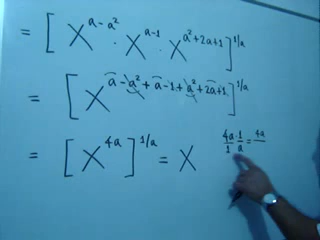 = [ X^{a-a²} · X^{a-1} · X^{a²+2a+1} ]^{1/a}
= [ X^{a-a²+a-1+a²+2a+1} ]^{1/a}
= [ X^{4a} ]^{1/a} = X
4a/1 · 1/a = 4a/